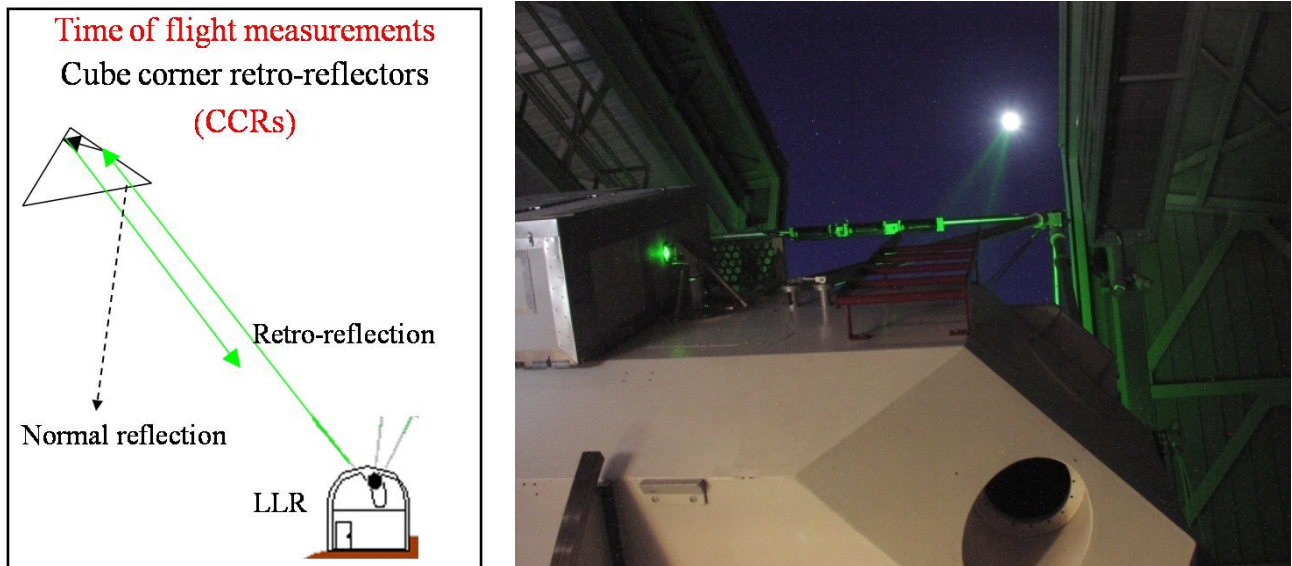 Time of flight measurements
Cube corner retro-reflectors
(CCRs)
Retro-reflection
Normal reflection
LLR